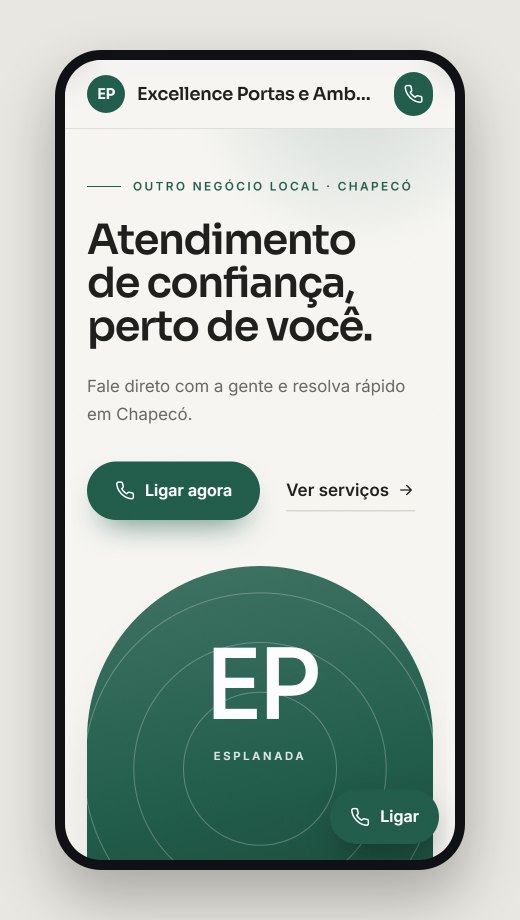 EP Excellence Portas e Amb...
OUTRO NEGÓCIO LOCAL · CHAPECÓ
Atendimento
de confiança,
perto de você.
Fale direto com a gente e resolva rápido
em Chapecó.
Ligar agora Ver serviços →
EP
ESPLANADA
Ligar